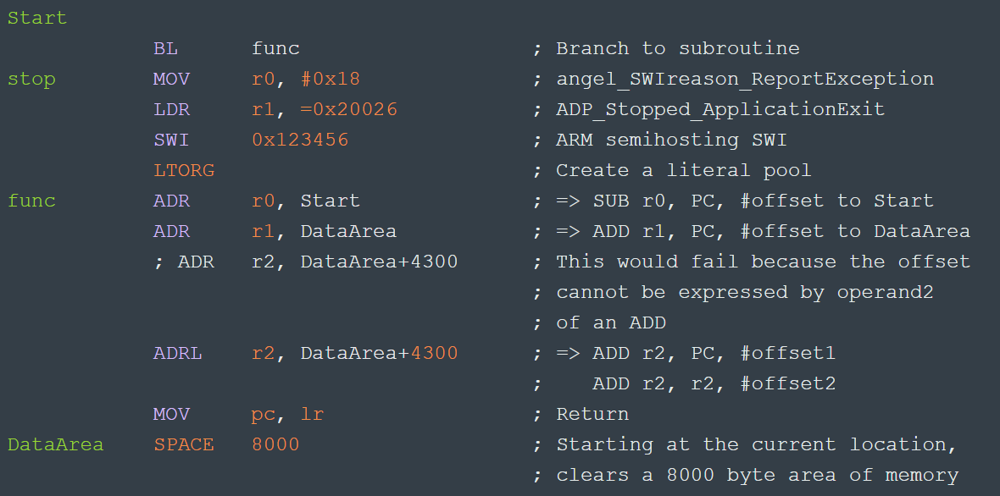 Start
BL func ; Branch to subroutine
stop MOV r0, #0x18 ; angel_SWIreason_ReportException
LDR r1, =0x20026 ; ADP_Stopped_ApplicationExit
SWI 0x123456 ; ARM semihosting SWI
LTORG ; Create a literal pool
func ADR r0, Start ; => SUB r0, PC, #offset to Start
ADR r1, DataArea ; => ADD r1, PC, #offset to DataArea
; ADR r2, DataArea+4300 ; This would fail because the offset
; cannot be expressed by operand2
; of an ADD
ADRL r2, DataArea+4300 ; => ADD r2, PC, #offset1
; ADD r2, r2, #offset2
MOV pc, lr ; Return
DataArea SPACE 8000 ; Starting at the current location,
; clears a 8000 byte area of memory